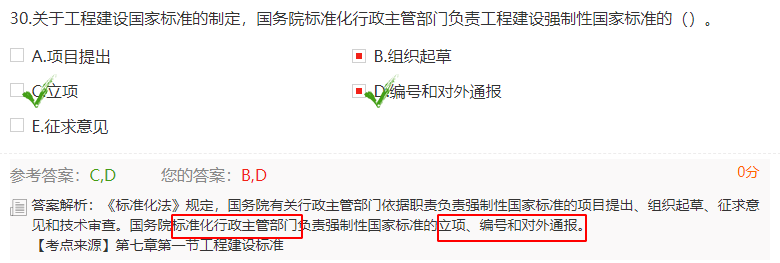 30.关于工程建设国家标准的制定，国务院标准化行政主管部门负责工程建设强制性国家标准的（）。
A.项目提出
B.组织起草
C.立项
D.编号和对外通报
E.征求意见
参考答案：C,D 您的答案：B,D 0分
答案解析：《标准化法》规定，国务院有关行政主管部门依据职责负责强制性国家标准的项目提出、组织起草、征求意
见和技术审查。国务院标准化行政主管部门负责强制性国家标准的立项、编号和对外通报。
【考点来源】第七章第一节工程建设标准